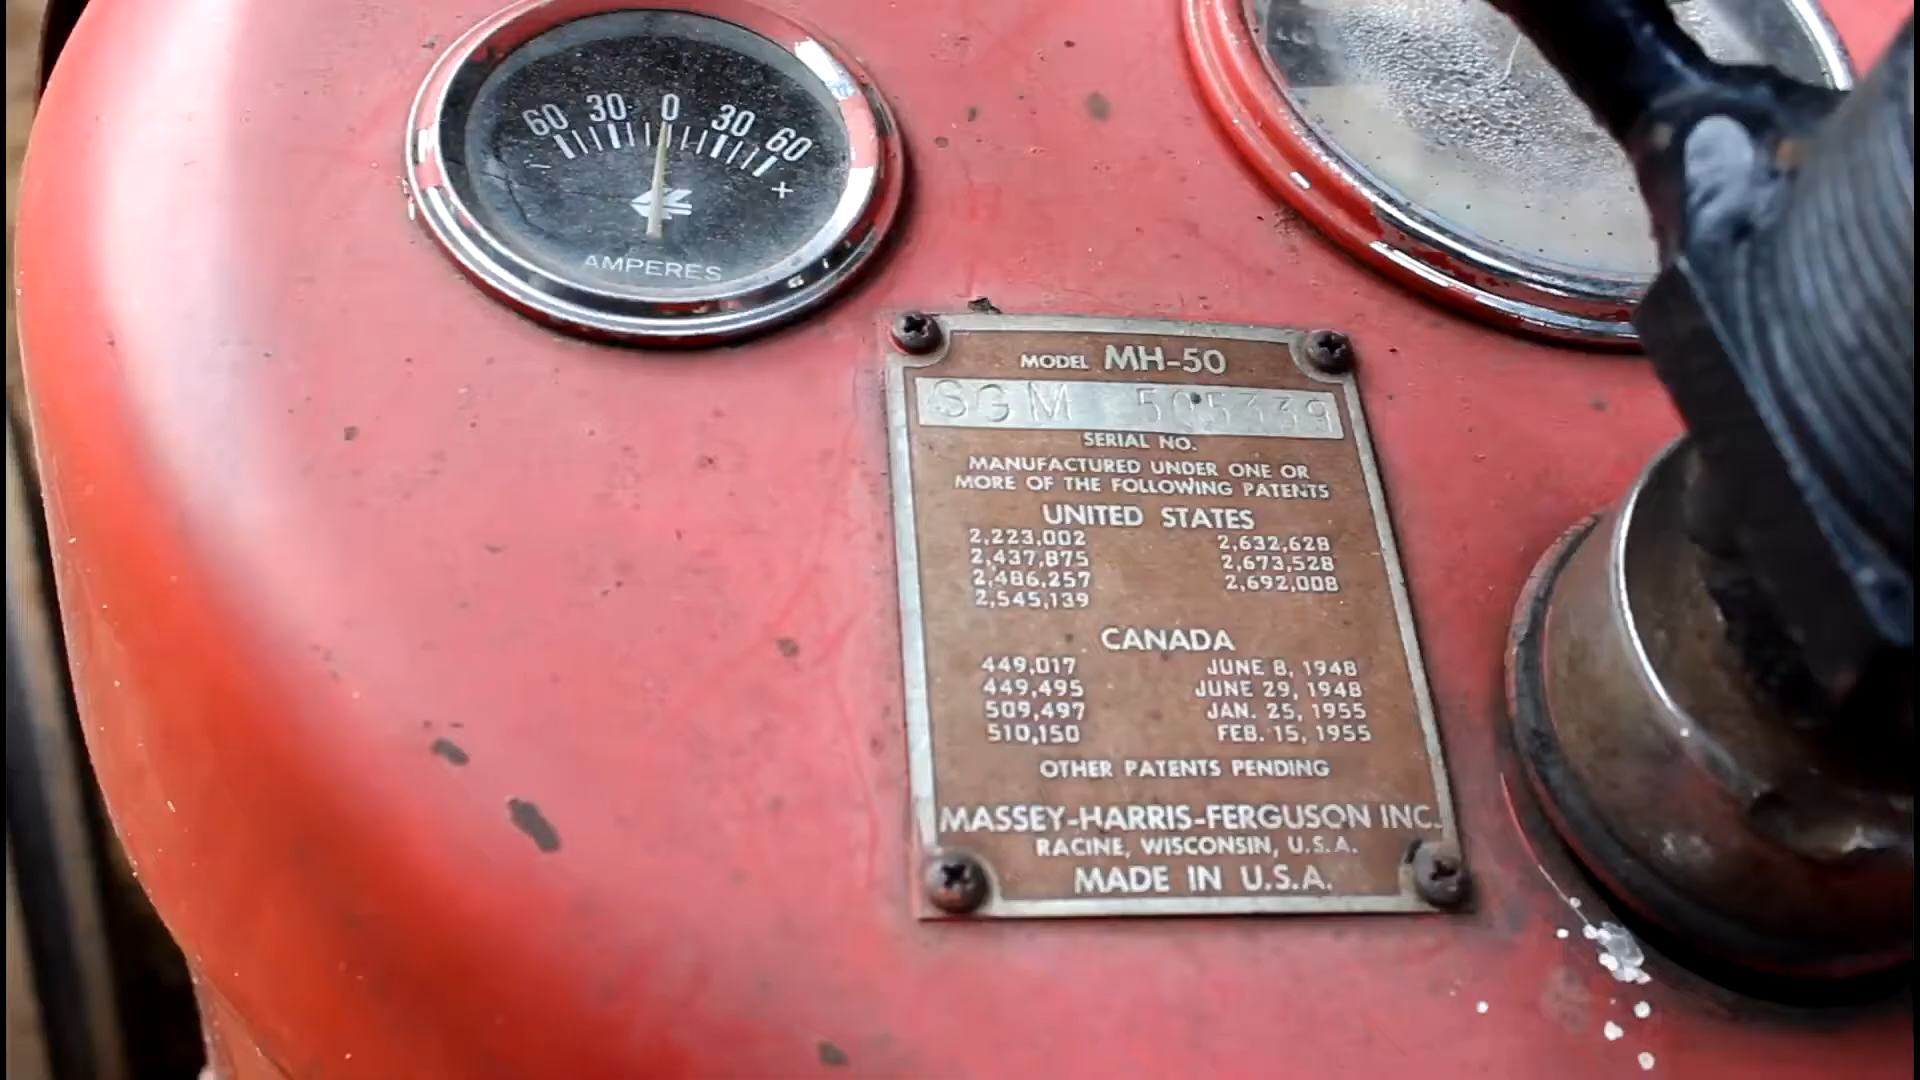 60 30 0 30 60
- +
AMPERES
MODEL MH-50
SGM 505339
SERIAL NO.
MANUFACTURED UNDER ONE OR
MORE OF THE FOLLOWING PATENTS
UNITED STATES
2,223,002 2,632,628
2,437,875 2,673,528
2,486,257 2,692,008
2,545,139
CANADA
449,017 JUNE 8, 1948
449,495 JUNE 29, 1948
509,497 JAN. 25, 1955
510,150 FEB. 15, 1955
OTHER PATENTS PENDING
MASSEY-HARRIS-FERGUSON INC.
RACINE, WISCONSIN, U.S.A.
MADE IN U.S.A.